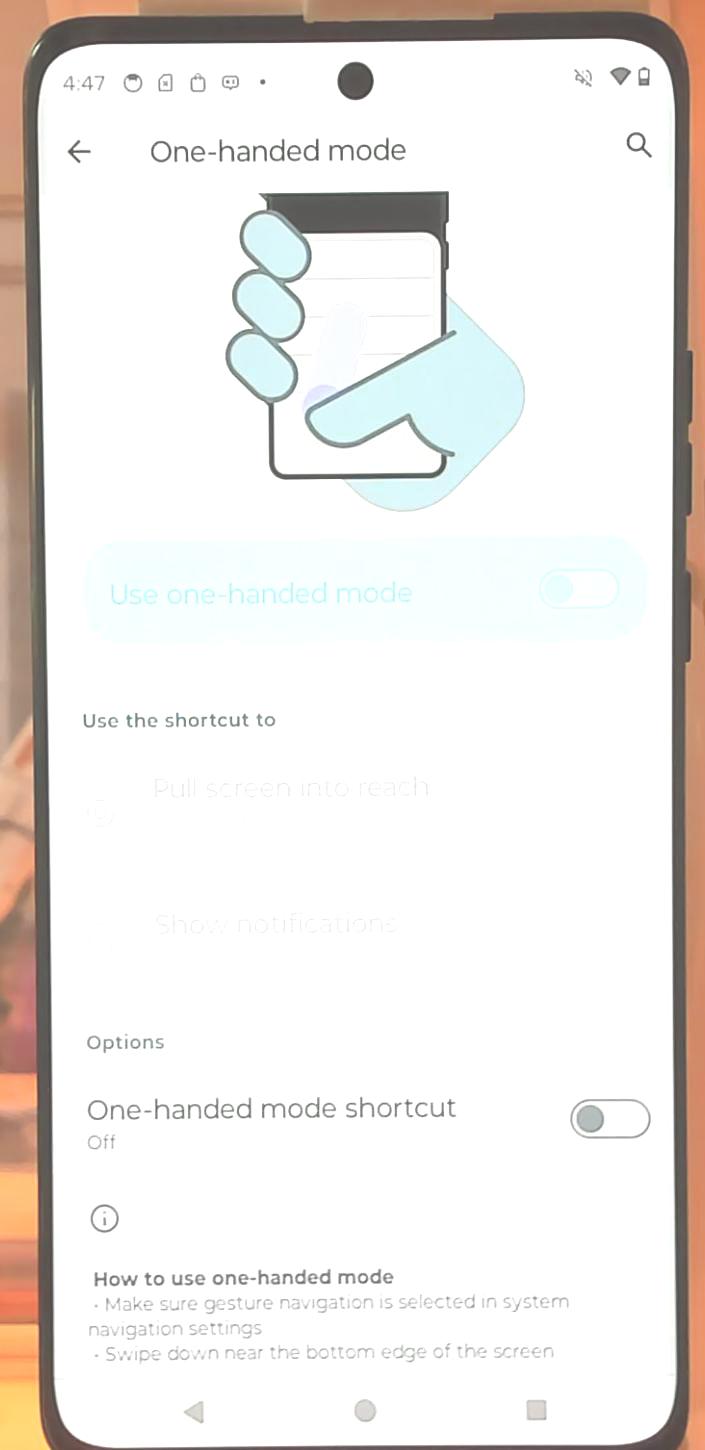 4:47
One-handed mode
Use one-handed mode
Use the shortcut to
Pull screen into reach
Show notifications
Options
One-handed mode shortcut
Off
How to use one-handed mode
• Make sure gesture navigation is selected in system
navigation settings
• Swipe down near the bottom edge of the screen